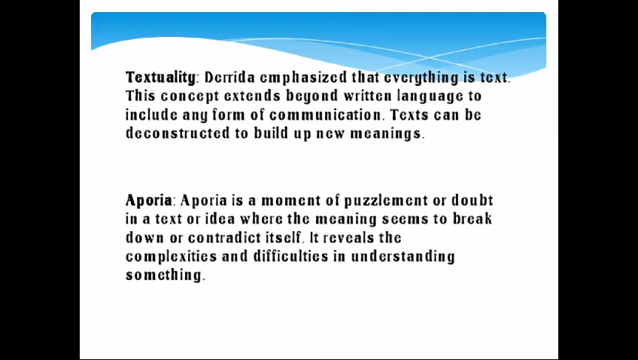 Textuality: Derrida emphasized that everything is text.
This concept extends beyond written language to
include any form of communication. Texts can be
deconstructed to build up new meanings.
Aporia: Aporia is a moment of puzzlement or doubt
in a text or idea where the meaning seems to break
down or contradict itself. It reveals the
complexities and difficulties in understanding
something.